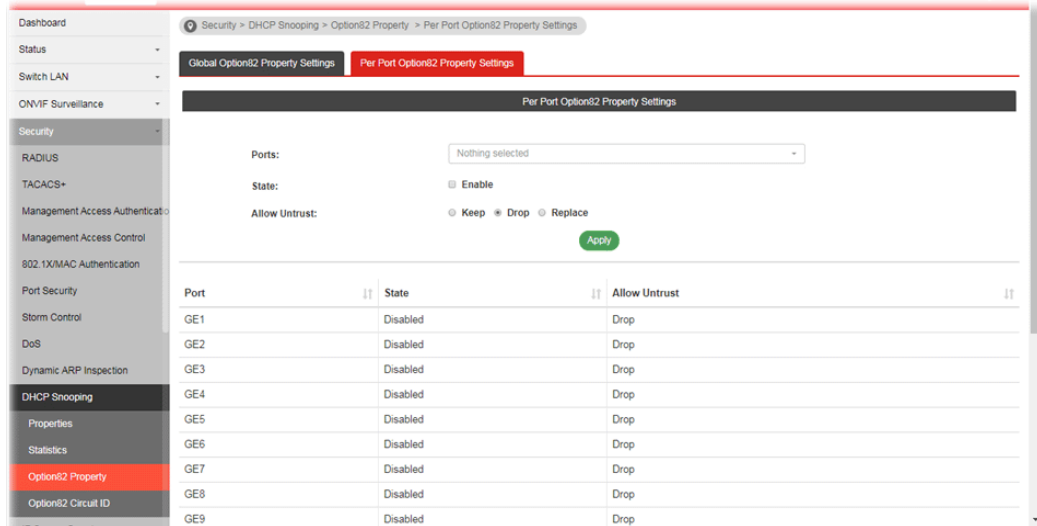 Dashboard
Status
Switch LAN
ONVIF Surveillance
Security
RADIUS
TACACS+
Management Access Authenticatio
Management Access Control
802.1X/MAC Authentication
Port Security
Storm Control
DoS
Dynamic ARP Inspection
DHCP Snooping
Properties
Statistics
Option82 Property
Option82 Circuit ID
Security > DHCP Snooping > Option82 Property > Per Port Option82 Property Settings
Global Option82 Property Settings Per Port Option82 Property Settings
Per Port Option82 Property Settings
Ports: Nothing selected
State: Enable
Allow Untrust: Keep Drop Replace
Apply
Port State Allow Untrust
GE1 Disabled Drop
GE2 Disabled Drop
GE3 Disabled Drop
GE4 Disabled Drop
GE5 Disabled Drop
GE6 Disabled Drop
GE7 Disabled Drop
GE8 Disabled Drop
GE9 Disabled Drop